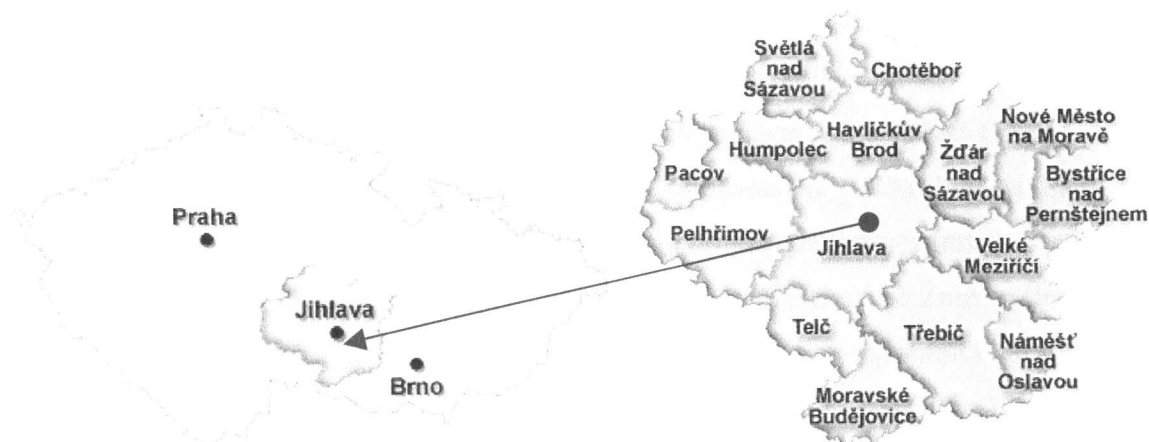 Praha
Jihlava
Brno
Světlá
nad
Sázavou
Chotěboř
Nové Město
na Moravě
Havlíčkův
Brod
Humpolec
Žďár
nad
Sázavou
Pacov
Bystřice
nad
Pernštejnem
Pelhřimov
Jihlava
Velké
Meziříčí
Telč
Třebíč
Náměšť
nad
Oslavou
Moravské
Budějovice